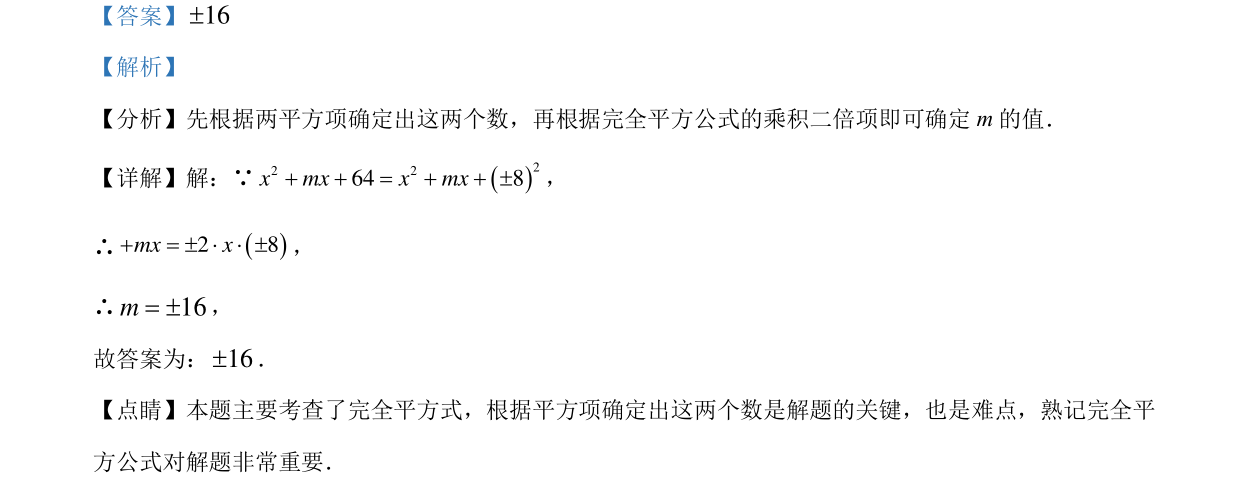 【答案】±16
【解析】
【分析】先根据两平方项确定出这两个数，再根据完全平方公式的乘积二倍项即可确定 m 的值．
【详解】解：∵ x² + mx + 64 = x² + mx + (±8)²，
∴ +mx = ±2 · x · (±8)，
∴ m = ±16，
故答案为：±16．
【点睛】本题主要考查了完全平方式，根据平方项确定出这两个数是解题的关键，也是难点，熟记完全平
方公式对解题非常重要．